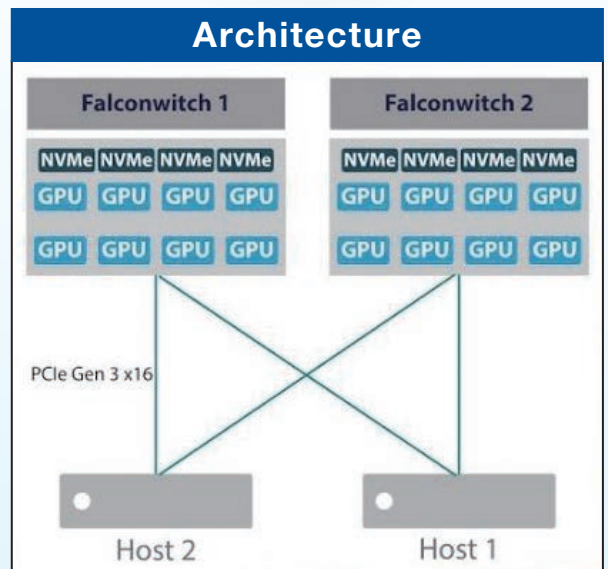 Architecture
Falconwitch 1 Falconwitch 2
NVMe NVMe NVMe NVMe NVMe NVMe NVMe NVMe
GPU GPU GPU GPU GPU GPU GPU GPU
GPU GPU GPU GPU GPU GPU GPU GPU
PCIe Gen 3 x16
Host 2 Host 1